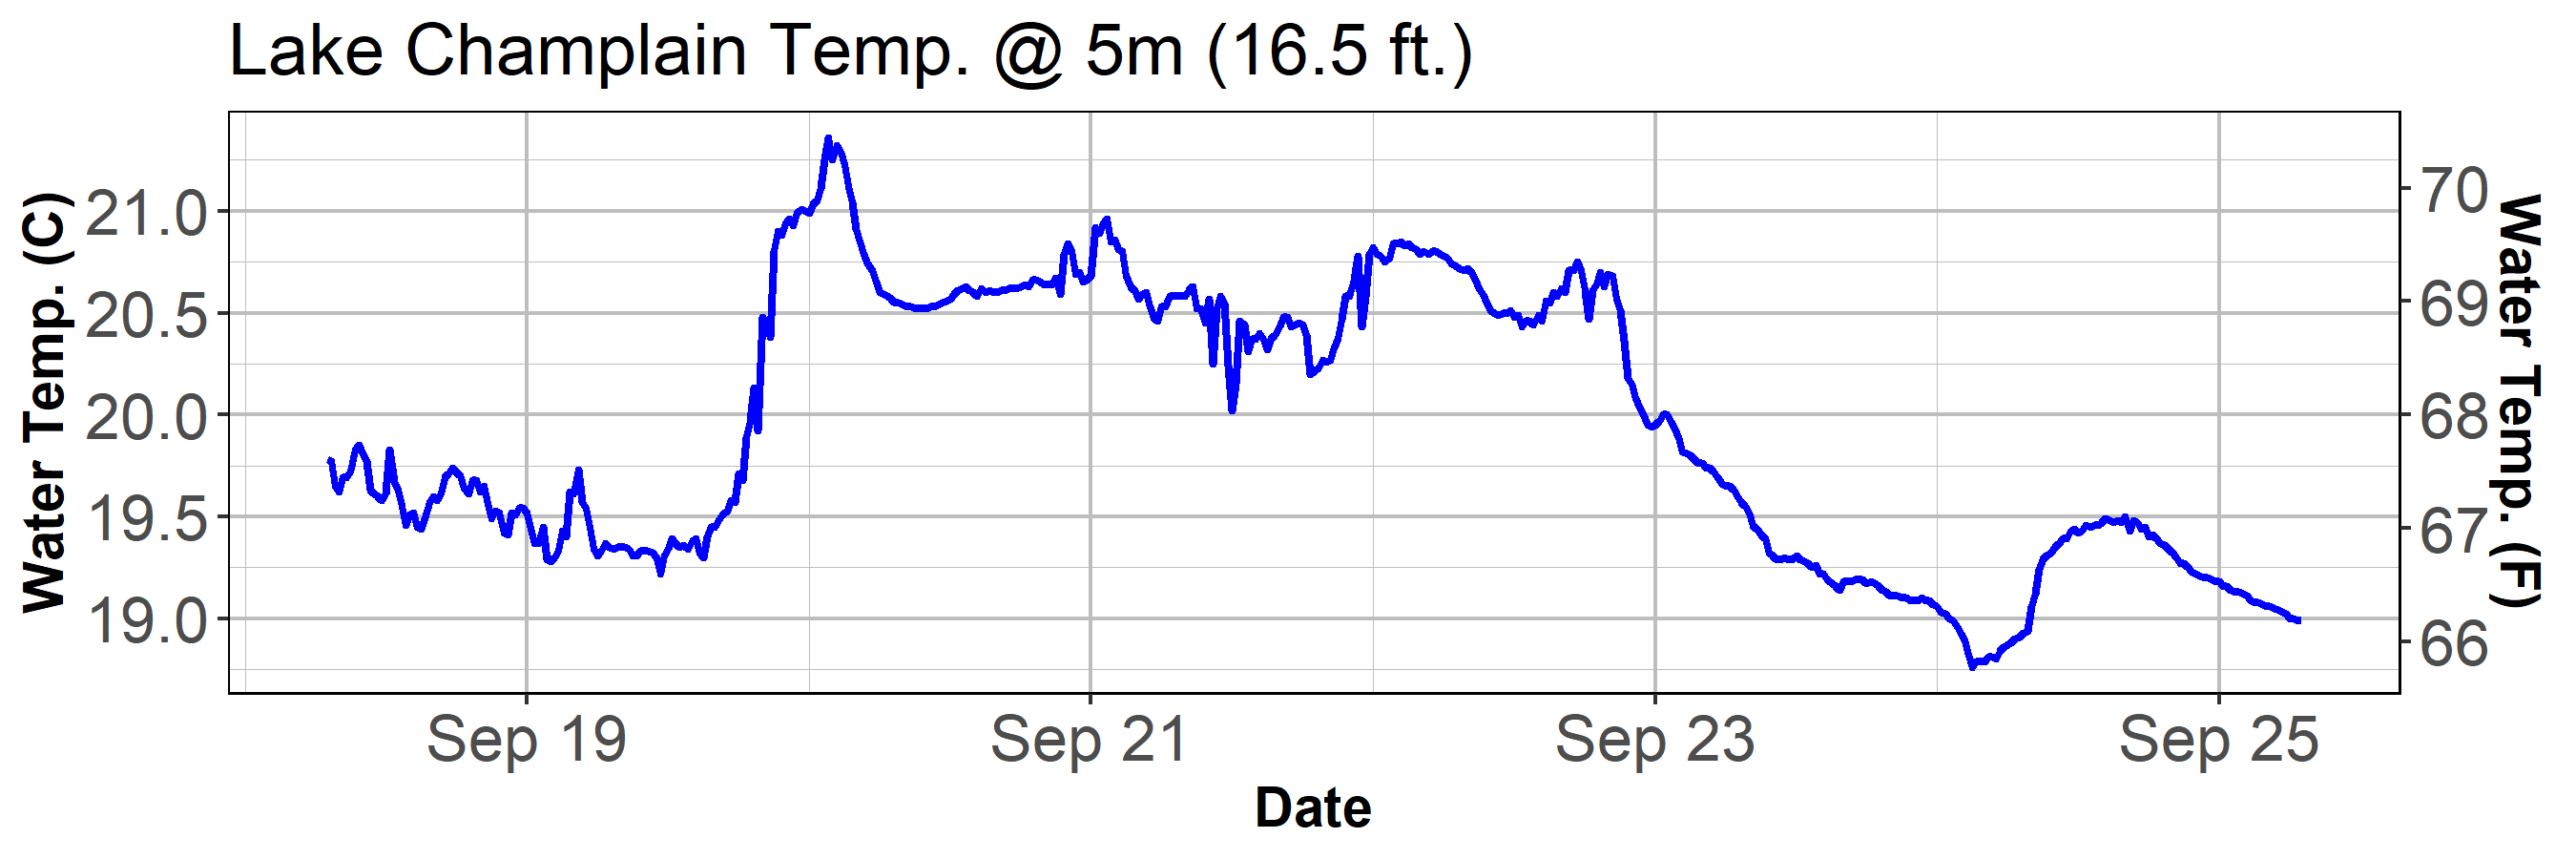 Lake Champlain Temp. @ 5m (16.5 ft.)
Water Temp. (C)
21.0
20.5
20.0
19.5
19.0
70
69
68
67
66
Water Temp. (F)
Sep 19 Sep 21 Sep 23 Sep 25
Date